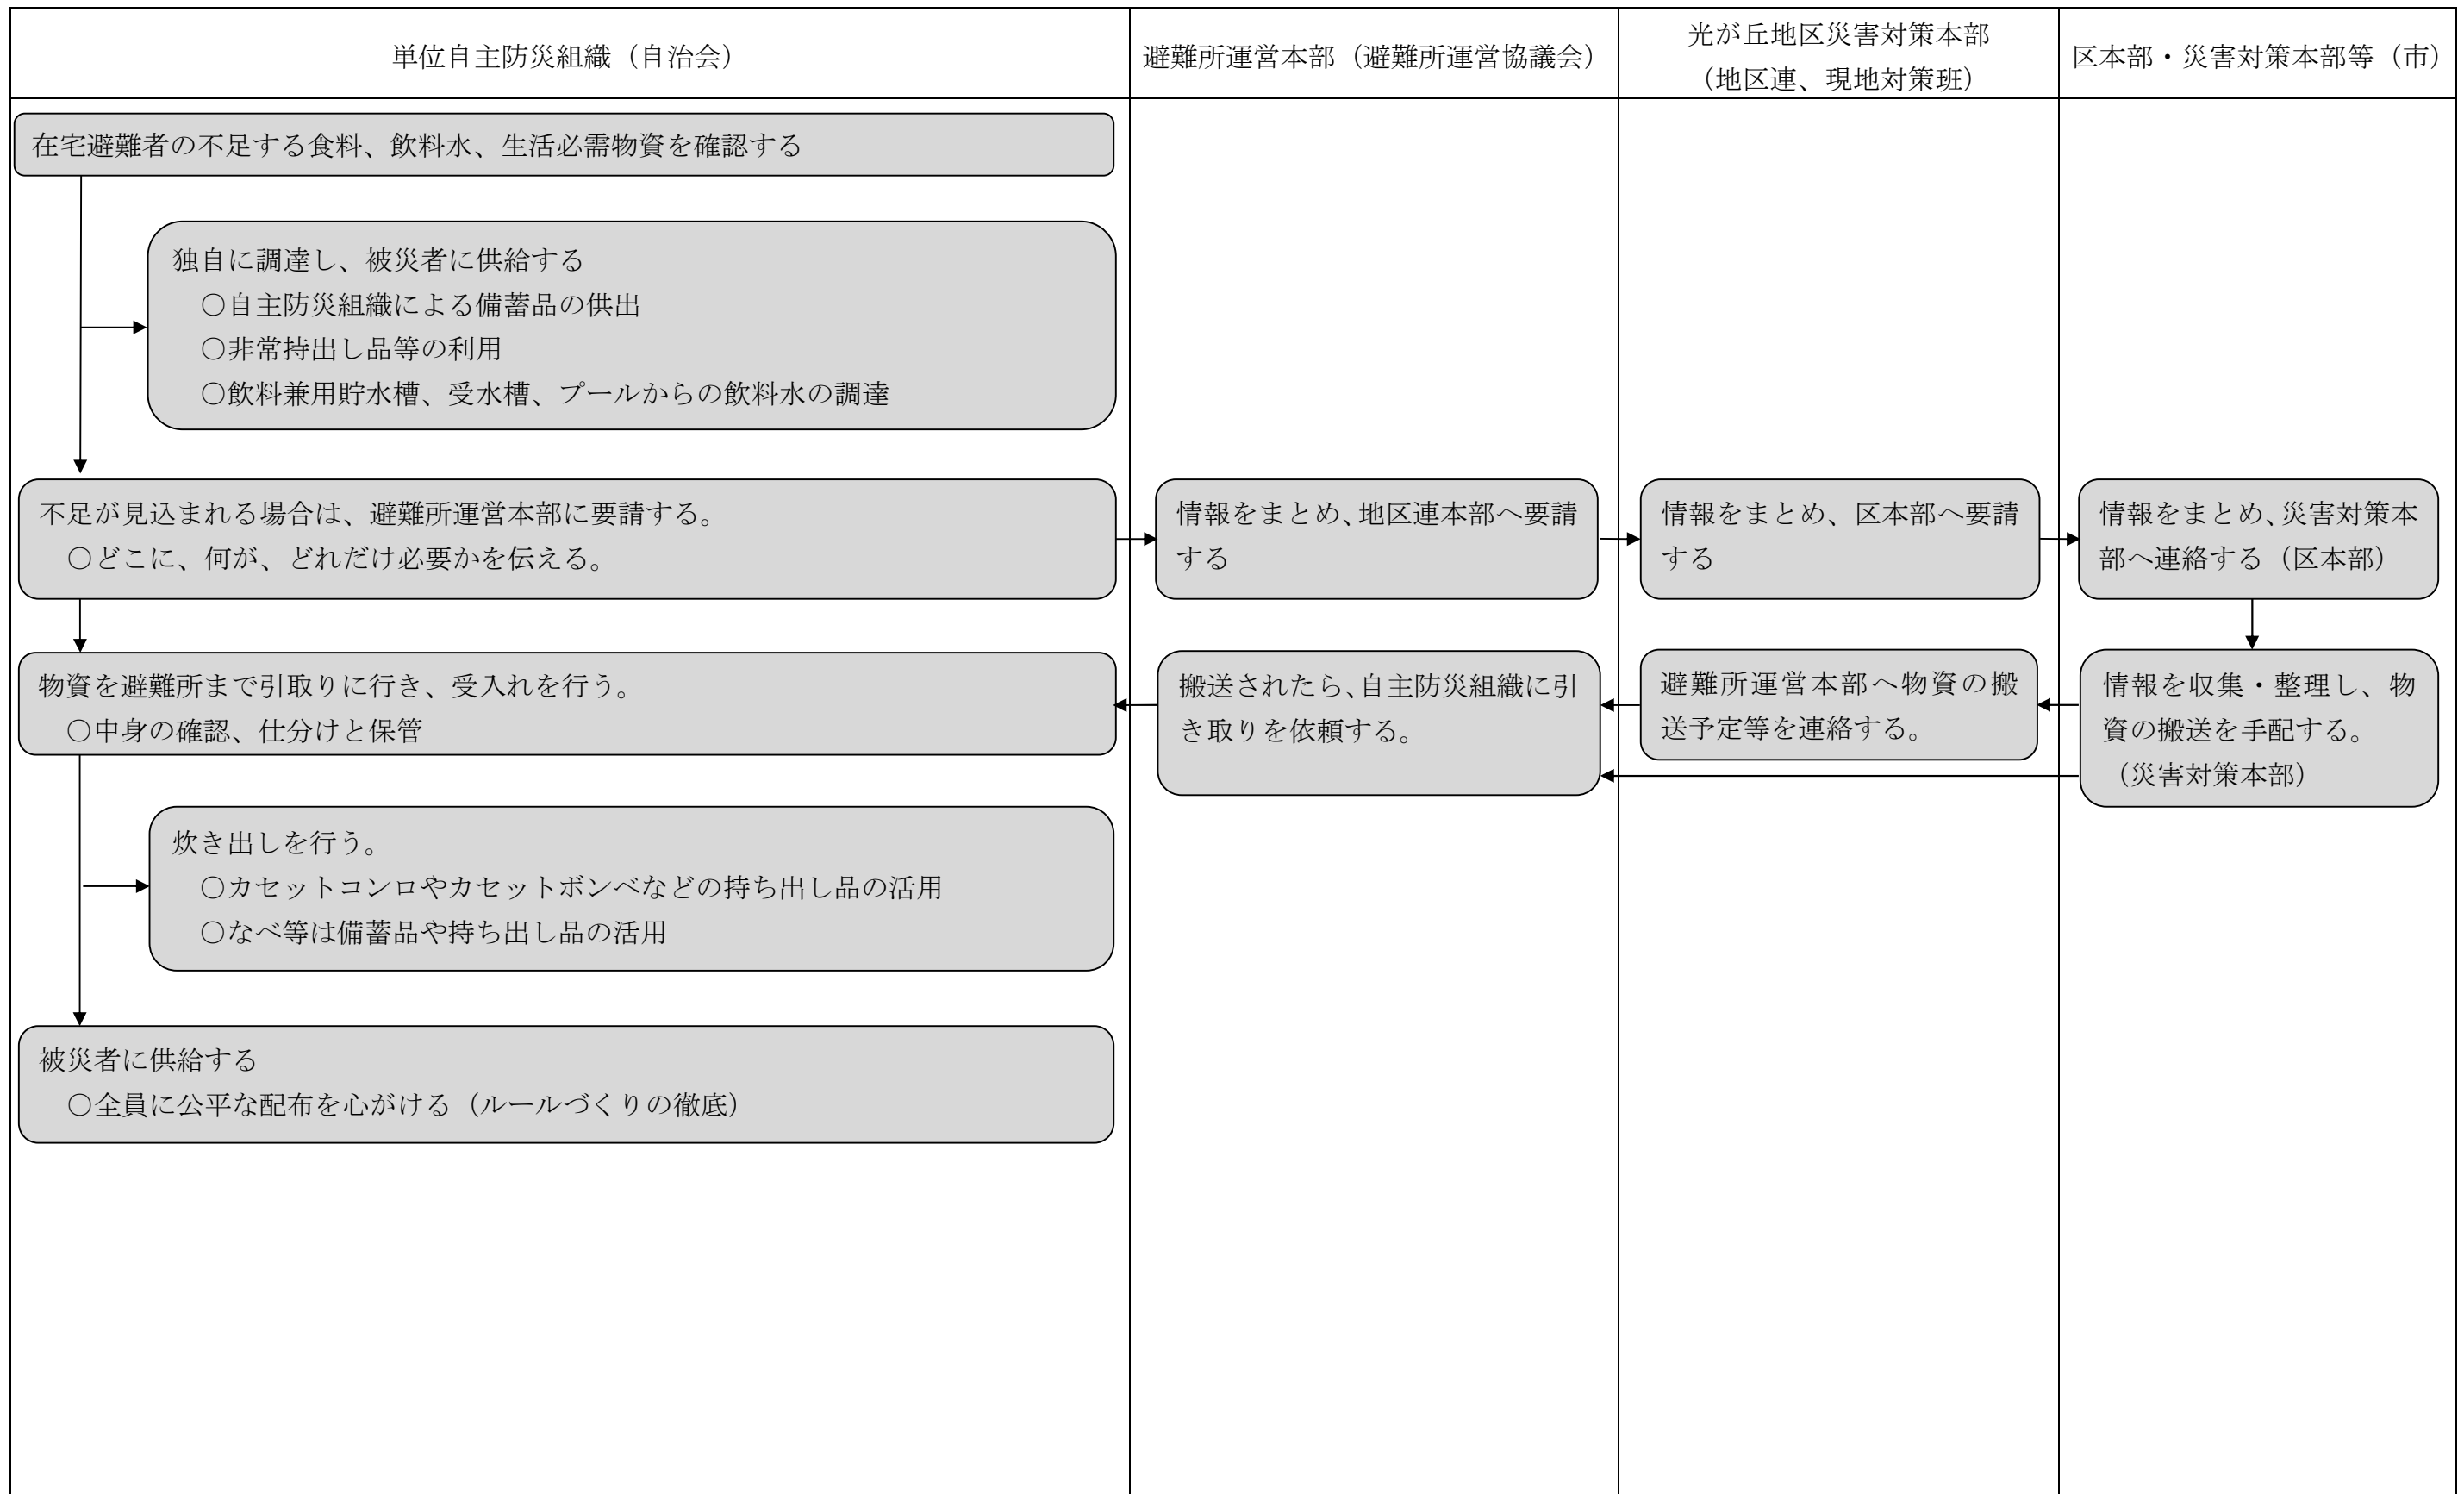 単位自主防災組織（自治会）
避難所運営本部（避難所運営協議会）
光が丘地区災害対策本部
（地区連、現地対策班）
区本部・災害対策本部等（市）
在宅避難者の不足する食料、飲料水、生活必需物資を確認する
独自に調達し、被災者に供給する
〇自主防災組織による備蓄品の供出
〇非常持出し品等の利用
〇飲料兼用貯水槽、受水槽、プールからの飲料水の調達
不足が見込まれる場合は、避難所運営本部に要請する。
〇どこに、何が、どれだけ必要かを伝える。
情報をまとめ、地区連本部へ要請
する
情報をまとめ、区本部へ要請
する
情報をまとめ、災害対策本
部へ連絡する（区本部）
物資を避難所まで引取りに行き、受入れを行う。
〇中身の確認、仕分けと保管
搬送されたら、自主防災組織に引
き取りを依頼する。
避難所運営本部へ物資の搬
送予定等を連絡する。
情報を収集・整理し、物
資の搬送を手配する。
（災害対策本部）
炊き出しを行う。
〇カセットコンロやカセットボンベなどの持ち出し品の活用
〇なべ等は備蓄品や持ち出し品の活用
被災者に供給する
〇全員に公平な配布を心がける（ルールづくりの徹底）